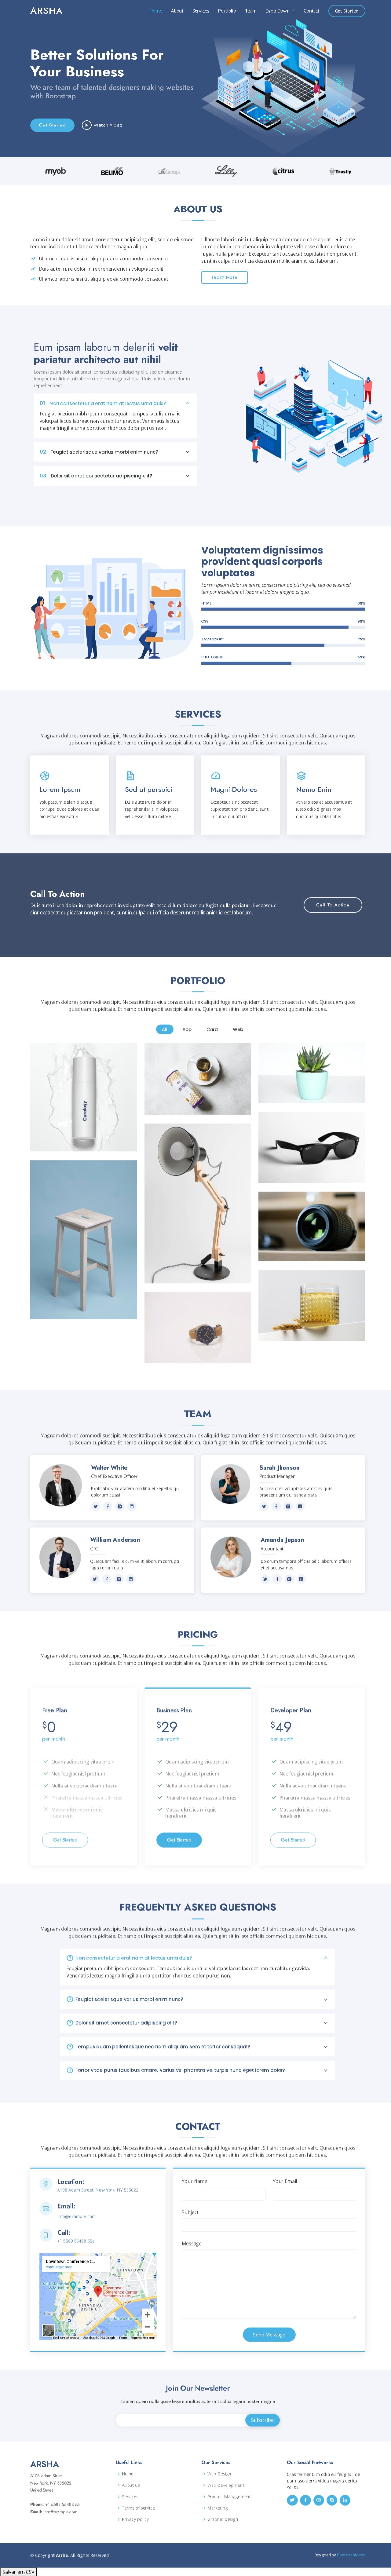 ARSHA
Home About Services Portfolio Team Drop Down Contact Get Started
Better Solutions For
Your Business
We are team of talented designers making websites
with Bootstrap
Get Started Watch Video
myob BELIMO LifeGroups Lilly citrus Trustly
ABOUT US
Lorem ipsum dolor sit amet, consectetur adipiscing elit, sed do eiusmod
tempor incididunt ut labore et dolore magna aliqua.
Ullamco laboris nisi ut aliquip ex ea commodo consequat
Duis aute irure dolor in reprehenderit in voluptate velit
Ullamco laboris nisi ut aliquip ex ea commodo consequat
Ullamco laboris nisi ut aliquip ex ea commodo consequat. Duis aute
irure dolor in reprehenderit in voluptate velit esse cillum dolore eu
fugiat nulla pariatur. Excepteur sint occaecat cupidatat non proident,
sunt in culpa qui officia deserunt mollit anim id est laborum.
Learn More
Eum ipsam laborum deleniti velit
pariatur architecto aut nihil
Lorem ipsum dolor sit amet, consectetur adipiscing elit, sed do eiusmod
tempor incididunt ut labore et dolore magna aliqua. Duis aute irure dolor in
reprehenderit
01 Non consectetur a erat nam at lectus urna duis?
Feugiat pretium nibh ipsum consequat. Tempus iaculis urna id
volutpat lacus laoreet non curabitur gravida. Venenatis lectus
magna fringilla urna porttitor rhoncus dolor purus non.
02 Feugiat scelerisque varius morbi enim nunc?
03 Dolor sit amet consectetur adipiscing elit?
Voluptatem dignissimos
provident quasi corporis
voluptates
Lorem ipsum dolor sit amet, consectetur adipiscing elit, sed do eiusmod
tempor incididunt ut labore et dolore magna aliqua.
HTML 100%
CSS 90%
JAVASCRIPT 75%
PHOTOSHOP 55%
SERVICES
Magnam dolores commodi suscipit. Necessitatibus eius consequatur ex aliquid fuga eum quidem. Sit sint consectetur velit. Quisquam quos
quisquam cupiditate. Et nemo qui impedit suscipit alias ea. Quia fugiat sit in iste officiis commodi quidem hic quas.
Lorem Ipsum
Voluptatum deleniti atque
corrupti quos dolores et quas
molestias excepturi
Sed ut perspici
Duis aute irure dolor in
reprehenderit in voluptate
velit esse cillum dolore
Magni Dolores
Excepteur sint occaecat
cupidatat non proident, sunt
in culpa qui officia
Nemo Enim
At vero eos et accusamus et
iusto odio dignissimos
ducimus qui blanditiis
Call To Action
Duis aute irure dolor in reprehenderit in voluptate velit esse cillum dolore eu fugiat nulla pariatur. Excepteur
sint occaecat cupidatat non proident, sunt in culpa qui officia deserunt mollit anim id est laborum.
Call To Action
PORTFOLIO
Magnam dolores commodi suscipit. Necessitatibus eius consequatur ex aliquid fuga eum quidem. Sit sint consectetur velit. Quisquam quos
quisquam cupiditate. Et nemo qui impedit suscipit alias ea. Quia fugiat sit in iste officiis commodi quidem hic quas.
All App Card Web
Curology
TEAM
Magnam dolores commodi suscipit. Necessitatibus eius consequatur ex aliquid fuga eum quidem. Sit sint consectetur velit. Quisquam quos
quisquam cupiditate. Et nemo qui impedit suscipit alias ea. Quia fugiat sit in iste officiis commodi quidem hic quas.
Walter White
Chief Executive Officer
Explicabo voluptatem mollitia et repellat qui
dolorum quasi
Sarah Jhonson
Product Manager
Aut maiores voluptates amet et quis
praesentium qui senda para
William Anderson
CTO
Quisquam facilis cum velit laborum corrupti
fuga rerum quia
Amanda Jepson
Accountant
Dolorum tempora officiis odit laborum officiis
et et accusamus
PRICING
Magnam dolores commodi suscipit. Necessitatibus eius consequatur ex aliquid fuga eum quidem. Sit sint consectetur velit. Quisquam quos
quisquam cupiditate. Et nemo qui impedit suscipit alias ea. Quia fugiat sit in iste officiis commodi quidem hic quas.
Free Plan
$0
per month
Quam adipiscing vitae proin
Nec feugiat nisl pretium
Nulla at volutpat diam uteera
Pharetra massa massa ultricies
Massa ultricies mi quis
hendrerit
Get Started
Business Plan
$29
per month
Quam adipiscing vitae proin
Nec feugiat nisl pretium
Nulla at volutpat diam uteera
Pharetra massa massa ultricies
Massa ultricies mi quis
hendrerit
Get Started
Developer Plan
$49
per month
Quam adipiscing vitae proin
Nec feugiat nisl pretium
Nulla at volutpat diam uteera
Pharetra massa massa ultricies
Massa ultricies mi quis
hendrerit
Get Started
FREQUENTLY ASKED QUESTIONS
Magnam dolores commodi suscipit. Necessitatibus eius consequatur ex aliquid fuga eum quidem. Sit sint consectetur velit. Quisquam quos
quisquam cupiditate. Et nemo qui impedit suscipit alias ea. Quia fugiat sit in iste officiis commodi quidem hic quas.
Non consectetur a erat nam at lectus urna duis?
Feugiat pretium nibh ipsum consequat. Tempus iaculis urna id volutpat lacus laoreet non curabitur gravida.
Venenatis lectus magna fringilla urna porttitor rhoncus dolor purus non.
Feugiat scelerisque varius morbi enim nunc?
Dolor sit amet consectetur adipiscing elit?
Tempus quam pellentesque nec nam aliquam sem et tortor consequat?
Tortor vitae purus faucibus ornare. Varius vel pharetra vel turpis nunc eget lorem dolor?
CONTACT
Magnam dolores commodi suscipit. Necessitatibus eius consequatur ex aliquid fuga eum quidem. Sit sint consectetur velit. Quisquam quos
quisquam cupiditate. Et nemo qui impedit suscipit alias ea. Quia fugiat sit in iste officiis commodi quidem hic quas.
Location:
A108 Adam Street, New York, NY 535022
Email:
info@example.com
Call:
+1 5589 55488 55s
Downtown Conference C...
View larger map
Downtown
Conference Center
FINANCIAL
DISTRICT
Your Name Your Email
Subject
Message
Send Message
Join Our Newsletter
Tamen quem nulla quae legam multos aute sint culpa legam noster magna
Subscribe
ARSHA
A108 Adam Street
New York, NY 535022
United States
Phone: +1 5589 55488 55
Email: info@example.com
Useful Links
Home
About us
Services
Terms of service
Privacy policy
Our Services
Web Design
Web Development
Product Management
Marketing
Graphic Design
Our Social Networks
Cras fermentum odio eu feugiat lide
par naso tierra videa magna derita
valies
© Copyright Arsha. All Rights Reserved
Designed by BootstrapMade
Salvar em CSV